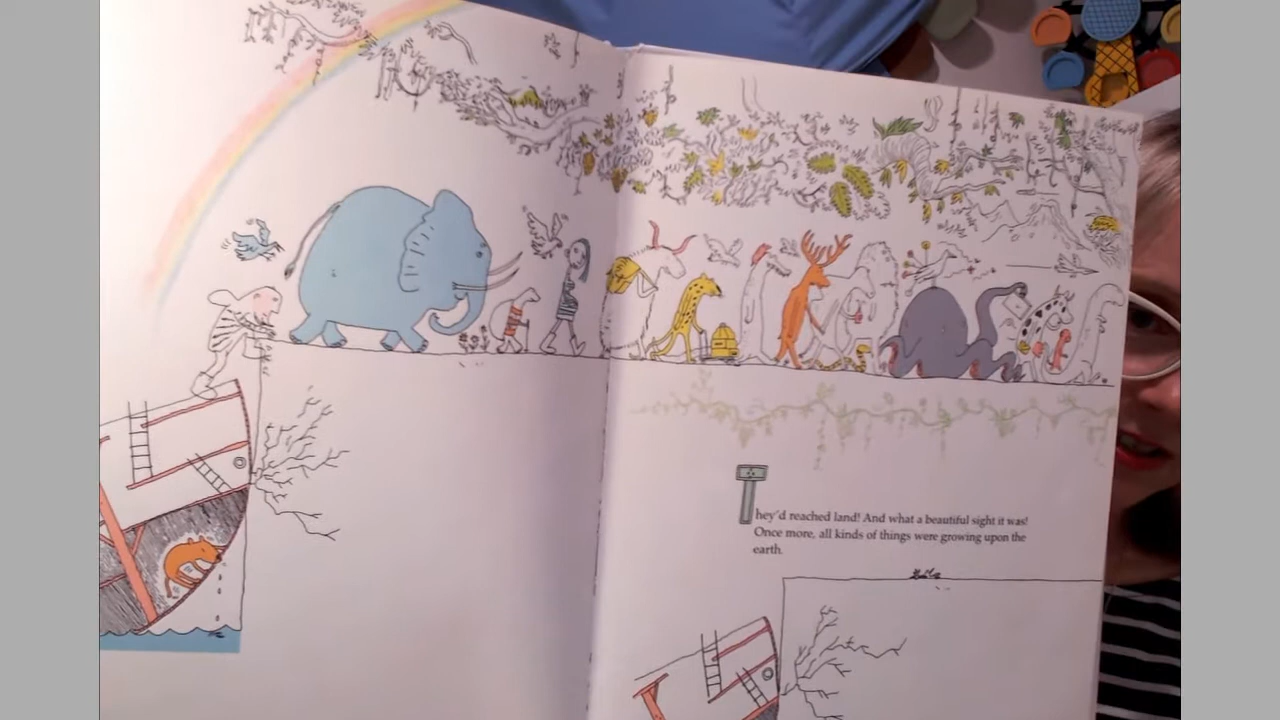 They'd reached land! And what a beautiful sight it was!
Once more, all kinds of things were growing upon the
earth.